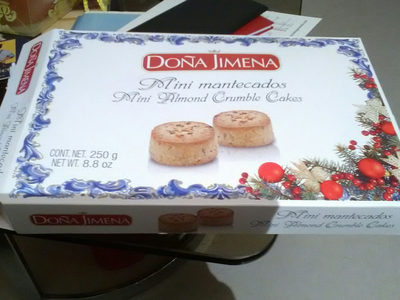 DOÑA JIMENA
Mini mantecados
Mini Almond Crumble Cakes
CONT. NET. 250 g
NET WT. 8.8 oz
DOÑA JIMENA
Mini mantecados
Mini Almond Crumble Cakes